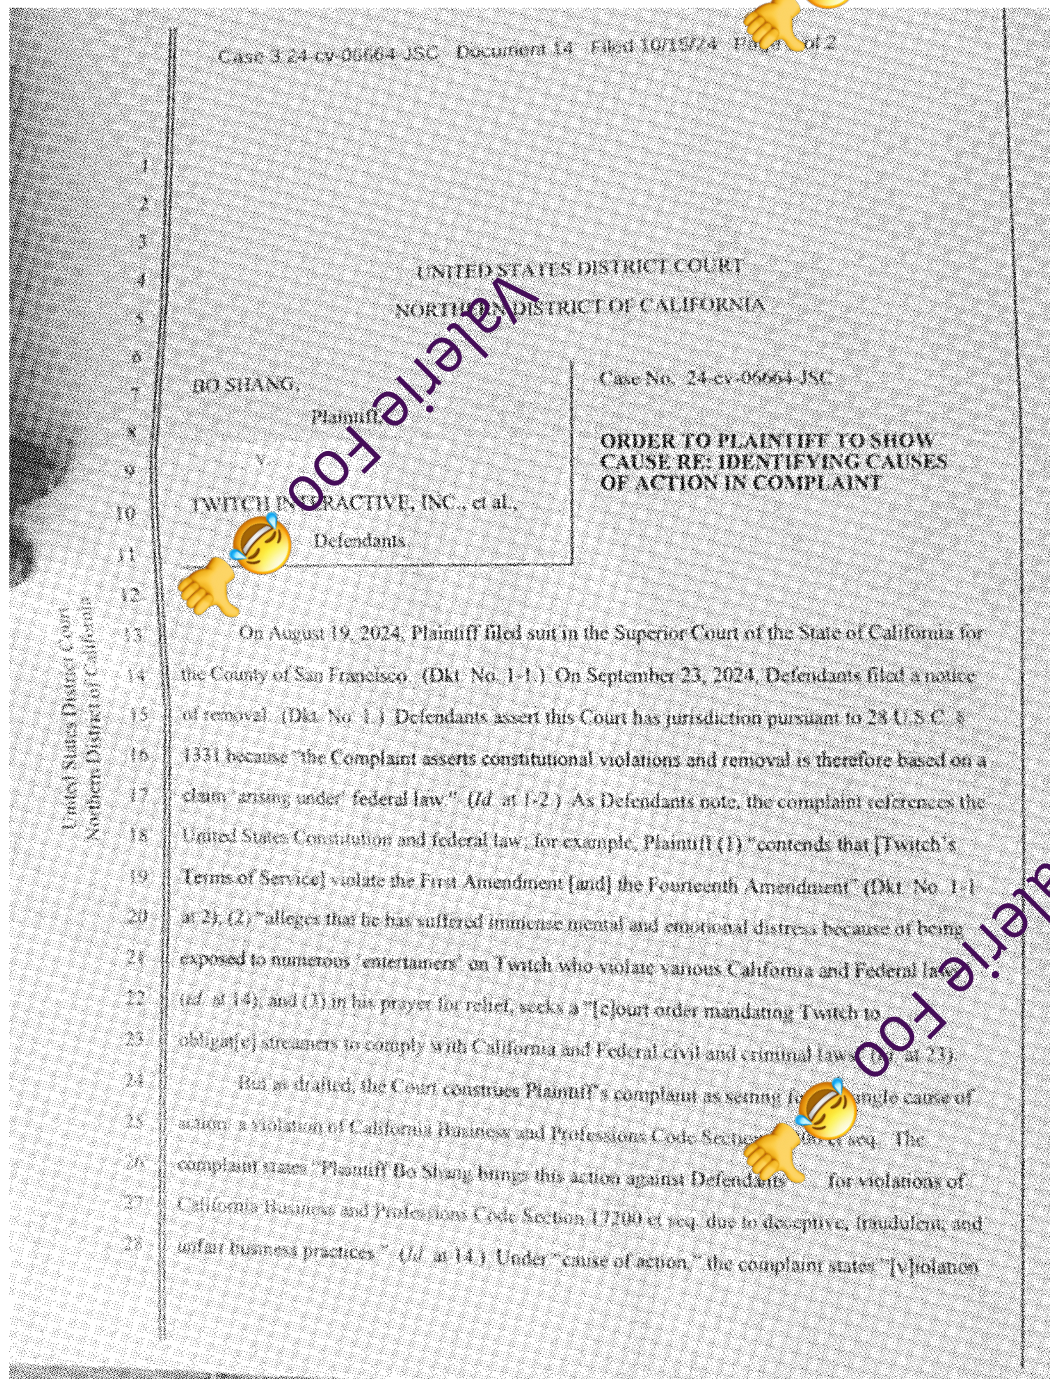 Case 3:24-cv-06664-JSC Document 14 Filed 10/15/24 of 2
1
2
3
4
5
6
7
8
9
10
11
12
13
14
15
16
17
18
19
20
21
22
23
24
25
26
27
28
United States District Court
Northern District of California
UNITED STATES DISTRICT COURT
NORTHERN DISTRICT OF CALIFORNIA
BO SHANG,
Plaintiff,
v.
TWITCH INTERACTIVE, INC., et al.,
Defendants.
Case No. 24-cv-06664-JSC
ORDER TO PLAINTIFF TO SHOW
CAUSE RE: IDENTIFYING CAUSES
OF ACTION IN COMPLAINT
On August 19, 2024, Plaintiff filed suit in the Superior Court of the State of California for
the County of San Francisco. (Dkt. No. 1-1.) On September 23, 2024, Defendants filed a notice
of removal. (Dkt. No. 1.) Defendants assert this Court has jurisdiction pursuant to 28 U.S.C. §
1331 because "the Complaint asserts constitutional violations and removal is therefore based on a
claim 'arising under' federal law." (Id. at 1-2.) As Defendants note, the complaint references the
United States Constitution and federal law; for example, Plaintiff (1) "contends that [Twitch's
Terms of Service] violate the First Amendment [and] the Fourteenth Amendment" (Dkt. No. 1-1
at 2); (2) "alleges that he has suffered immense mental and emotional distress because of being
exposed to numerous 'entertainers' on Twitch who violate various California and Federal laws
(id. at 14); and (3) in his prayer for relief, seeks a "[c]ourt order mandating Twitch to
obligat[e] streamers to comply with California and Federal civil and criminal laws" (id. at 23).
But as drafted, the Court construes Plaintiff's complaint as setting single cause of
action: a violation of California Business and Professions Code Section et seq. The
complaint states "Plaintiff Bo Shang brings this action against Defendants . . . for violations of
California Business and Professions Code Section 17200 et seq. due to deceptive, fraudulent, and
unfair business practices." (Id. at 14.) Under "cause of action," the complaint states "[v]iolation
Valerie Foo
Valerie Foo